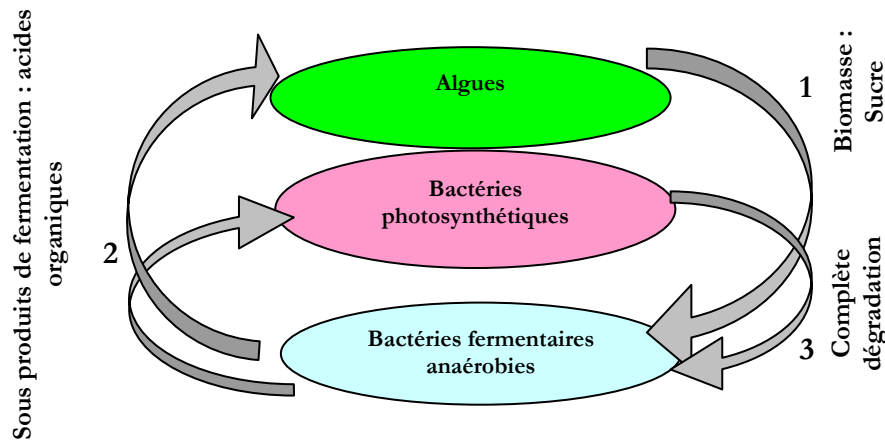 Sous produits de fermentation : acides
organiques
Algues
1
Biomasse :
Sucre
Bactéries
photosynthétiques
2
Bactéries fermentaires
anaérobies
3
Complète
dégradation